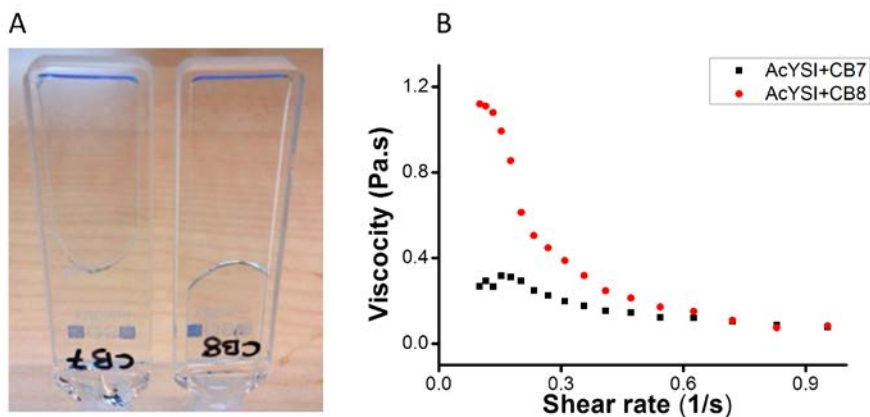 A
CB7
CB8
B
Viscocity (Pa.s)
1.2
0.8
0.4
0.0
0.0
0.3
0.6
0.9
Shear rate (1/s)
AcYSI+CB7
AcYSI+CB8